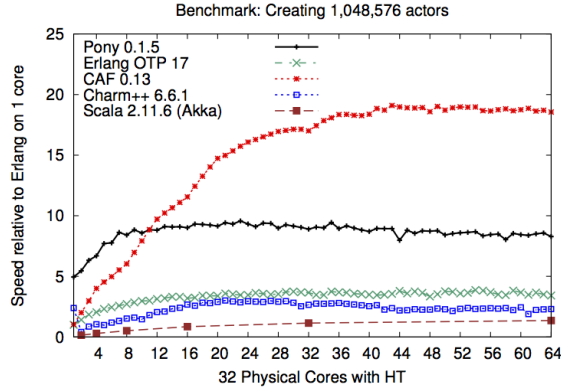 Benchmark: Creating 1,048,576 actors
25
20
15
10
5
0
Speed relative to Erlang on 1 core
Pony 0.1.5
Erlang OTP 17
CAF 0.13
Charm++ 6.6.1
Scala 2.11.6 (Akka)
4 8 12 16 20 24 28 32 36 40 44 48 52 56 60 64
32 Physical Cores with HT